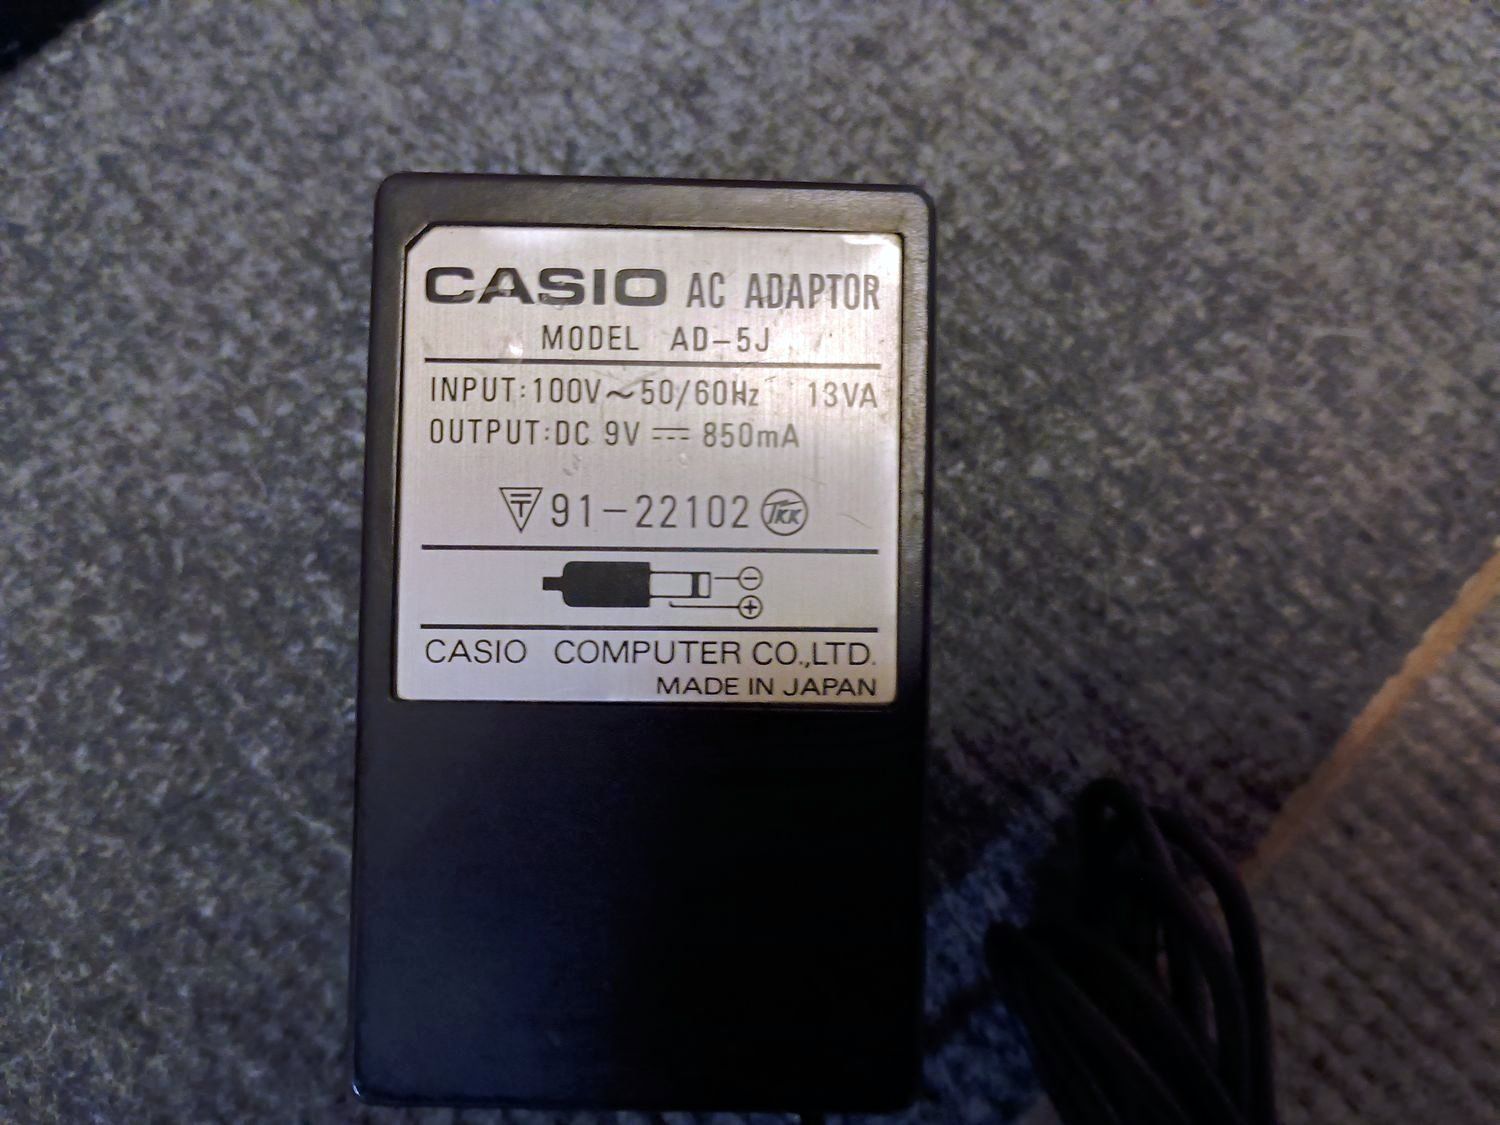 CASIO AC ADAPTOR
MODEL AD-5J
INPUT:100V～50/60Hz 13VA
OUTPUT:DC 9V ⎓ 850mA
〒 91-22102 TKK
⊖
⊕
CASIO COMPUTER CO.,LTD.
MADE IN JAPAN